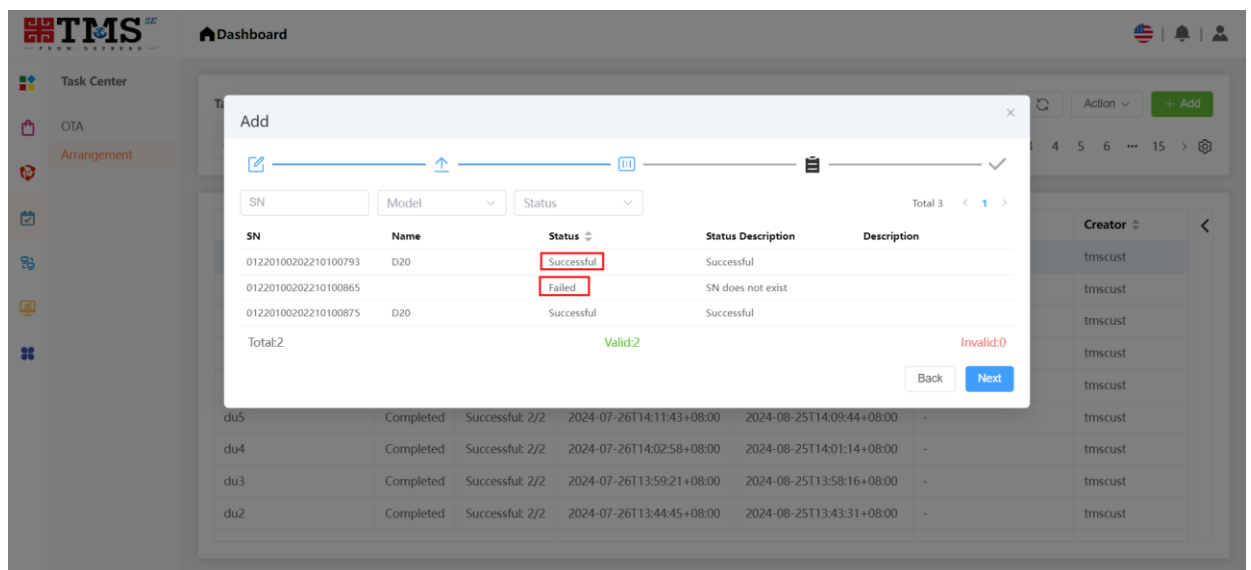 TMS SE
FROM·DSPREAD
Dashboard
Task Center
OTA
Arrangement
Ta
Action
+ Add
4 5 6 ··· 15 >
Add
SN Model Status Total 3 < 1 >
SN Name Status Status Description Description
01220100202210100793 D20 Successful Successful
01220100202210100865 Failed SN does not exist
01220100202210100875 D20 Successful Successful
Total:2 Valid:2 Invalid:0
Back Next
Creator
tmscust
tmscust
tmscust
tmscust
tmscust
du5 Completed Successful: 2/2 2024-07-26T14:11:43+08:00 2024-08-25T14:09:44+08:00 - tmscust
du4 Completed Successful: 2/2 2024-07-26T14:02:58+08:00 2024-08-25T14:01:14+08:00 - tmscust
du3 Completed Successful: 2/2 2024-07-26T13:59:21+08:00 2024-08-25T13:58:16+08:00 - tmscust
du2 Completed Successful: 2/2 2024-07-26T13:44:45+08:00 2024-08-25T13:43:31+08:00 - tmscust